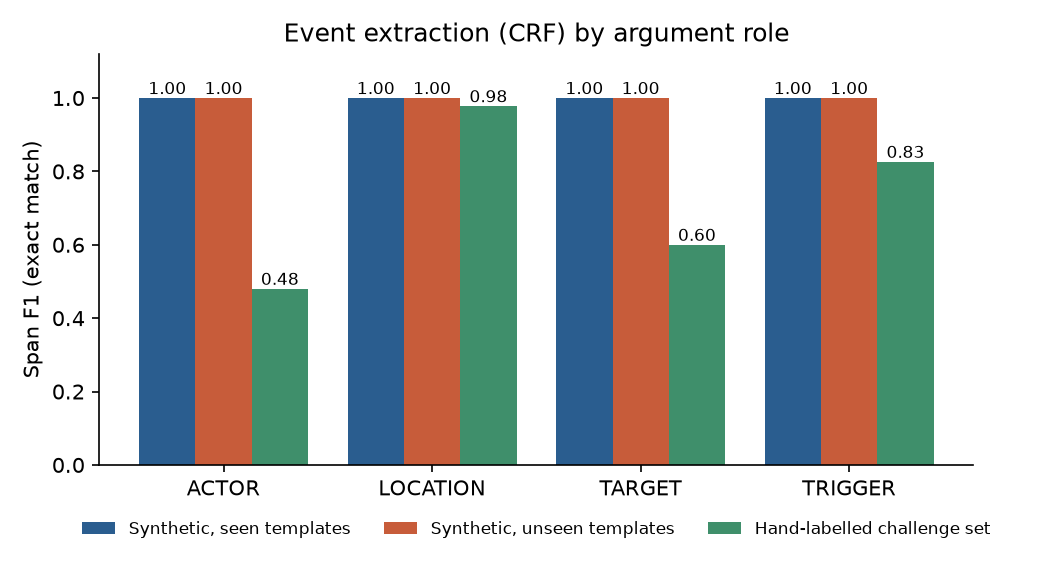 Event extraction (CRF) by argument role
Span F1 (exact match)
1.0
0.8
0.6
0.4
0.2
0.0
1.00 1.00 0.48
1.00 1.00 0.98
1.00 1.00 0.60
1.00 1.00 0.83
ACTOR LOCATION TARGET TRIGGER
Synthetic, seen templates Synthetic, unseen templates Hand-labelled challenge set